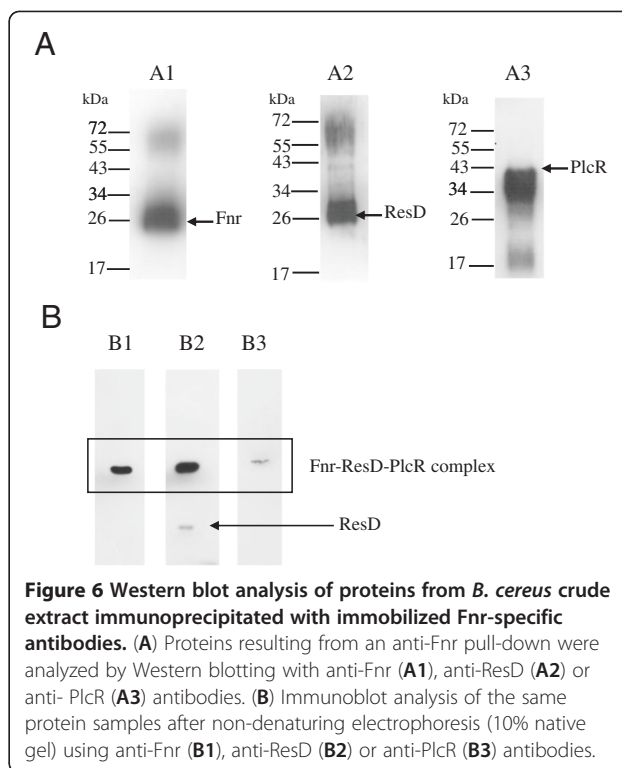 A
A1 A2 A3
kDa kDa kDa
72 72 72
55 55 55
43 43 43 PlcR
34 34 34
26 Fnr 26 ResD 26
17 17 17
B
B1 B2 B3
Fnr-ResD-PlcR complex
ResD
Figure 6 Western blot analysis of proteins from B. cereus crude
extract immunoprecipitated with immobilized Fnr-specific
antibodies. (A) Proteins resulting from an anti-Fnr pull-down were
analyzed by Western blotting with anti-Fnr (A1), anti-ResD (A2) or
anti- PlcR (A3) antibodies. (B) Immunoblot analysis of the same
protein samples after non-denaturing electrophoresis (10% native
gel) using anti-Fnr (B1), anti-ResD (B2) or anti-PlcR (B3) antibodies.